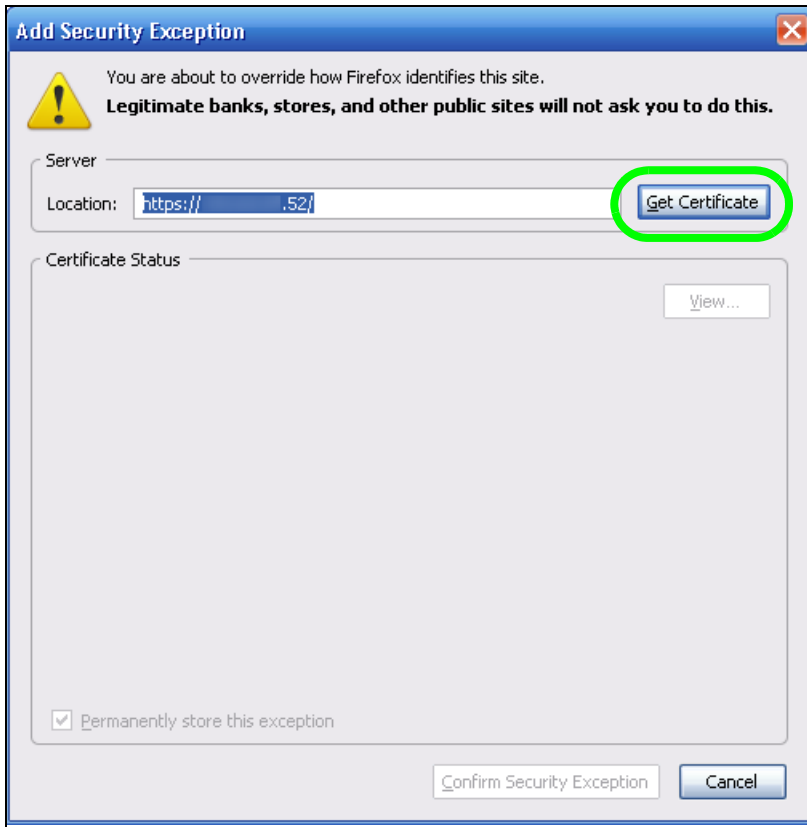 Add Security Exception
You are about to override how Firefox identifies this site.
Legitimate banks, stores, and other public sites will not ask you to do this.
Server
Location: https:// .52/ Get Certificate
Certificate Status
View...
Permanently store this exception
Confirm Security Exception Cancel